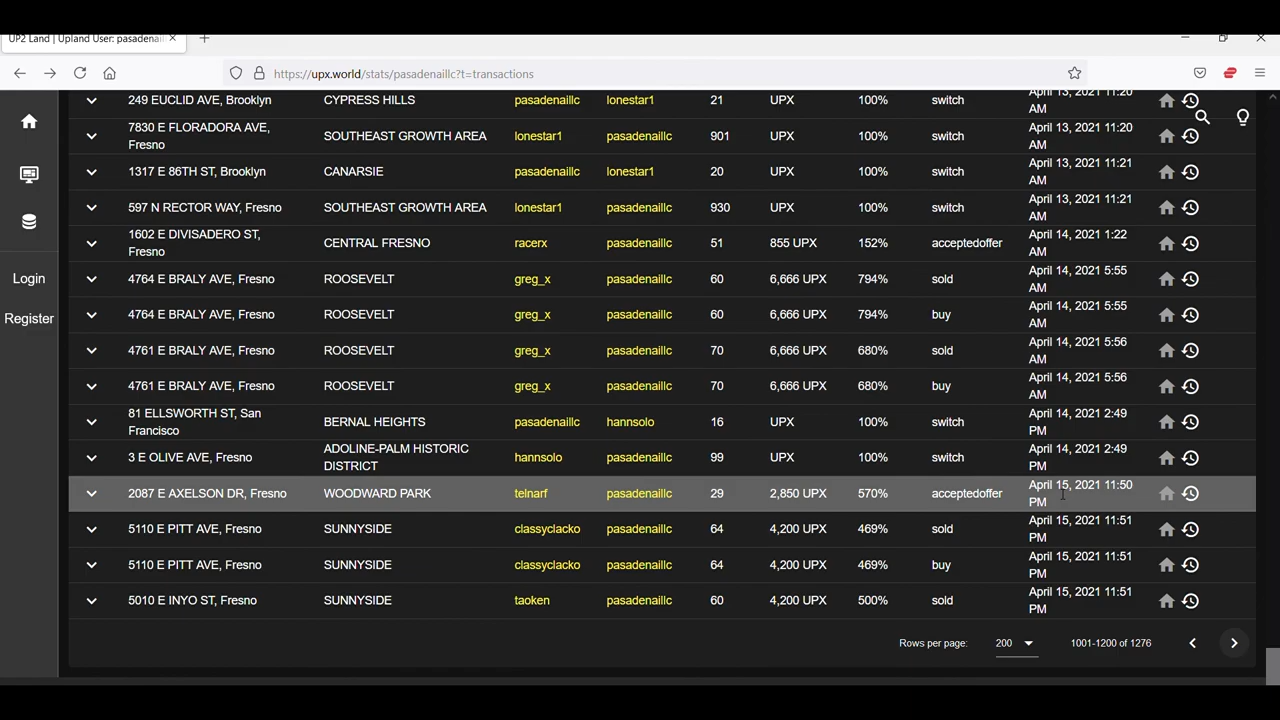 UP2 Land | Upland User: pasadenaill
https://upx.world/stats/pasadenaillc?t=transactions
Login
Register
249 EUCLID AVE, Brooklyn CYPRESS HILLS pasadenaillc lonestar1 21 UPX 100% switch April 13, 2021 11:20 AM
7830 E FLORADORA AVE, Fresno SOUTHEAST GROWTH AREA lonestar1 pasadenaillc 901 UPX 100% switch April 13, 2021 11:20 AM
1317 E 86TH ST, Brooklyn CANARSIE pasadenaillc lonestar1 20 UPX 100% switch April 13, 2021 11:21 AM
597 N RECTOR WAY, Fresno SOUTHEAST GROWTH AREA lonestar1 pasadenaillc 930 UPX 100% switch April 13, 2021 11:21 AM
1602 E DIVISADERO ST, Fresno CENTRAL FRESNO racerx pasadenaillc 51 855 UPX 152% acceptedoffer April 14, 2021 1:22 AM
4764 E BRALY AVE, Fresno ROOSEVELT greg_x pasadenaillc 60 6,666 UPX 794% sold April 14, 2021 5:55 AM
4764 E BRALY AVE, Fresno ROOSEVELT greg_x pasadenaillc 60 6,666 UPX 794% buy April 14, 2021 5:55 AM
4761 E BRALY AVE, Fresno ROOSEVELT greg_x pasadenaillc 70 6,666 UPX 680% sold April 14, 2021 5:56 AM
4761 E BRALY AVE, Fresno ROOSEVELT greg_x pasadenaillc 70 6,666 UPX 680% buy April 14, 2021 5:56 AM
81 ELLSWORTH ST, San Francisco BERNAL HEIGHTS pasadenaillc hannsolo 16 UPX 100% switch April 14, 2021 2:49 PM
3 E OLIVE AVE, Fresno ADOLINE-PALM HISTORIC DISTRICT hannsolo pasadenaillc 99 UPX 100% switch April 14, 2021 2:49 PM
2087 E AXELSON DR, Fresno WOODWARD PARK telnarf pasadenaillc 29 2,850 UPX 570% acceptedoffer April 15, 2021 11:50 PM
5110 E PITT AVE, Fresno SUNNYSIDE classyclacko pasadenaillc 64 4,200 UPX 469% sold April 15, 2021 11:51 PM
5110 E PITT AVE, Fresno SUNNYSIDE classyclacko pasadenaillc 64 4,200 UPX 469% buy April 15, 2021 11:51 PM
5010 E INYO ST, Fresno SUNNYSIDE taoken pasadenaillc 60 4,200 UPX 500% sold April 15, 2021 11:51 PM
Rows per page: 200 1001-1200 of 1276